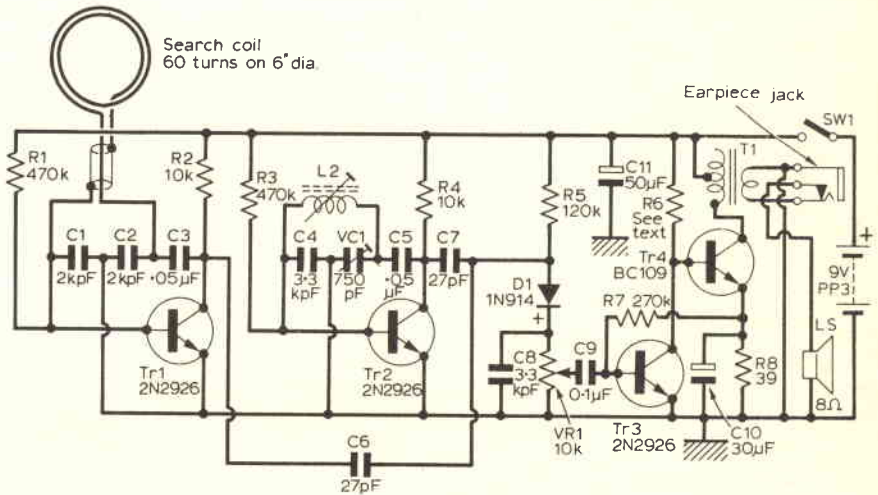 Search coil
60 turns on 6" dia.
Earpiece jack
SW1
R1
470k
R2
10k
R3
470k
L2
R4
10k
R5
120k
C11
50µF
R6
See
text
T1
C1
2kpF
C2
2kpF
C3
·05µF
C4
3·3
kpF
VC1
750
pF
C5
·05
µF
C7
27pF
Tr4
BC109
9V
PP3
+
D1
1N914
+
R7 270k
LS
8Ω
Tr1
2N2926
Tr2
2N2926
C8
3·3
kpF
C9
0·1µF
R8
39
VR1
10k
Tr3
2N2926
C10
30µF
C6
27pF